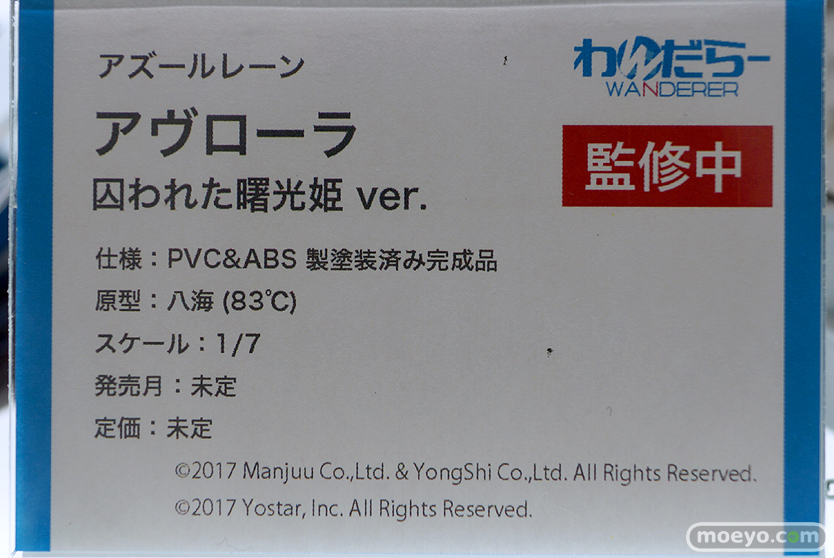 アズールレーン
わんだらー
WANDERER
アヴローラ
監修中
囚われた曙光姫 ver.
仕様：PVC&ABS 製塗装済み完成品
原型：八海 (83℃)
スケール：1/7
発売月：未定
定価：未定
©2017 Manjuu Co.,Ltd. & YongShi Co.,Ltd. All Rights Reserved.
©2017 Yostar, Inc. All Rights Reserved.
moeyo.com